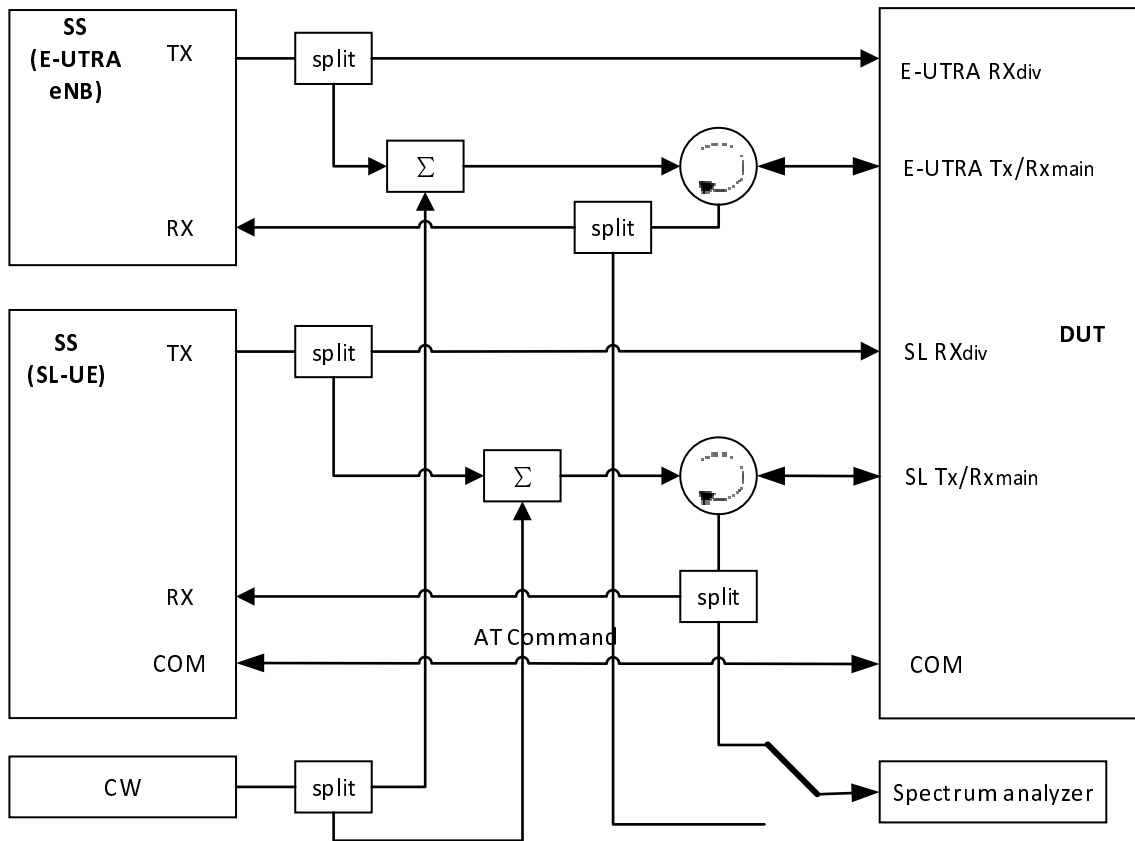 SS
(E-UTRA
eNB)
TX
RX
split
Σ
split
E-UTRA RXdiv
E-UTRA Tx/Rxmain
SS
(SL-UE)
TX
RX
COM
split
Σ
split
AT Command
SL RXdiv
DUT
SL Tx/Rxmain
COM
CW
split
Spectrum analyzer